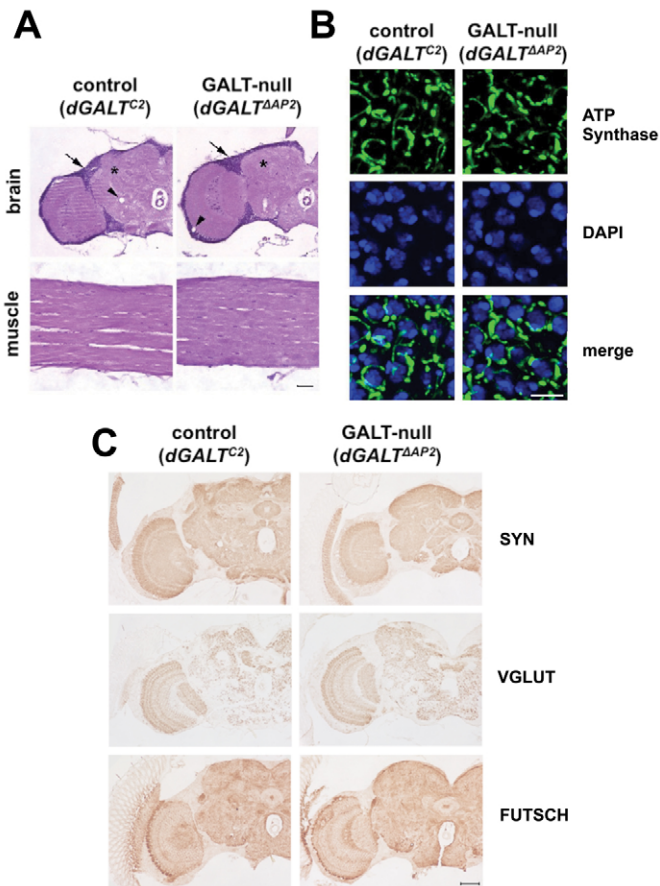 A
control
(dGALTC2)
GALT-null
(dGALTΔAP2)
brain
*
*
muscle
B
control
(dGALTC2)
GALT-null
(dGALTΔAP2)
ATP
Synthase
DAPI
merge
C
control
(dGALTC2)
GALT-null
(dGALTΔAP2)
SYN
VGLUT
FUTSCH